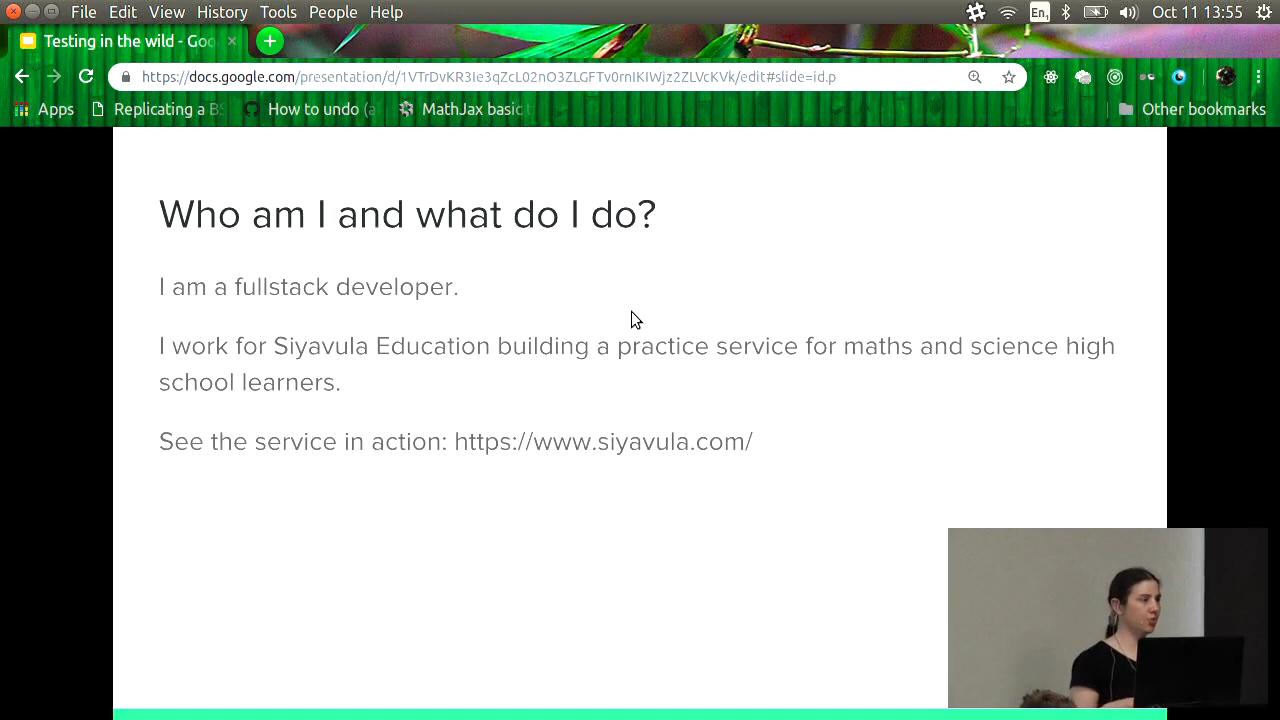 File Edit View History Tools People Help
En1 Oct 11 13:55
Testing in the wild - Goo
https://docs.google.com/presentation/d/1VTrDvKR3Ie3qZcL02nO3ZLGFTv0rnIKIWjz2ZLVcKVk/edit#slide=id.p
Apps Replicating a BS How to undo (a MathJax basic t Other bookmarks
Who am I and what do I do?
I am a fullstack developer.
I work for Siyavula Education building a practice service for maths and science high
school learners.
See the service in action: https://www.siyavula.com/